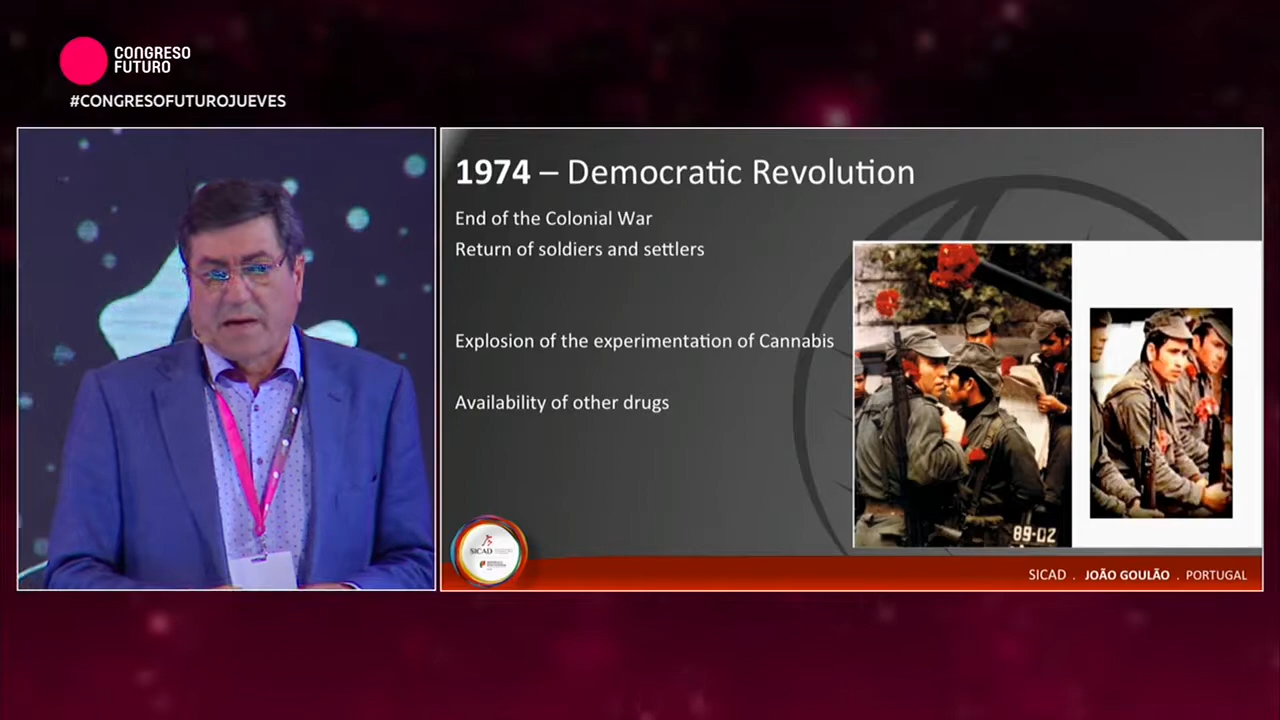 CONGRESO
FUTURO
#CONGRESOFUTUROJUEVES
1974 – Democratic Revolution
End of the Colonial War
Return of soldiers and settlers
Explosion of the experimentation of Cannabis
Availability of other drugs
89-02
SICAD
SICAD . JOÃO GOULÃO . PORTUGAL